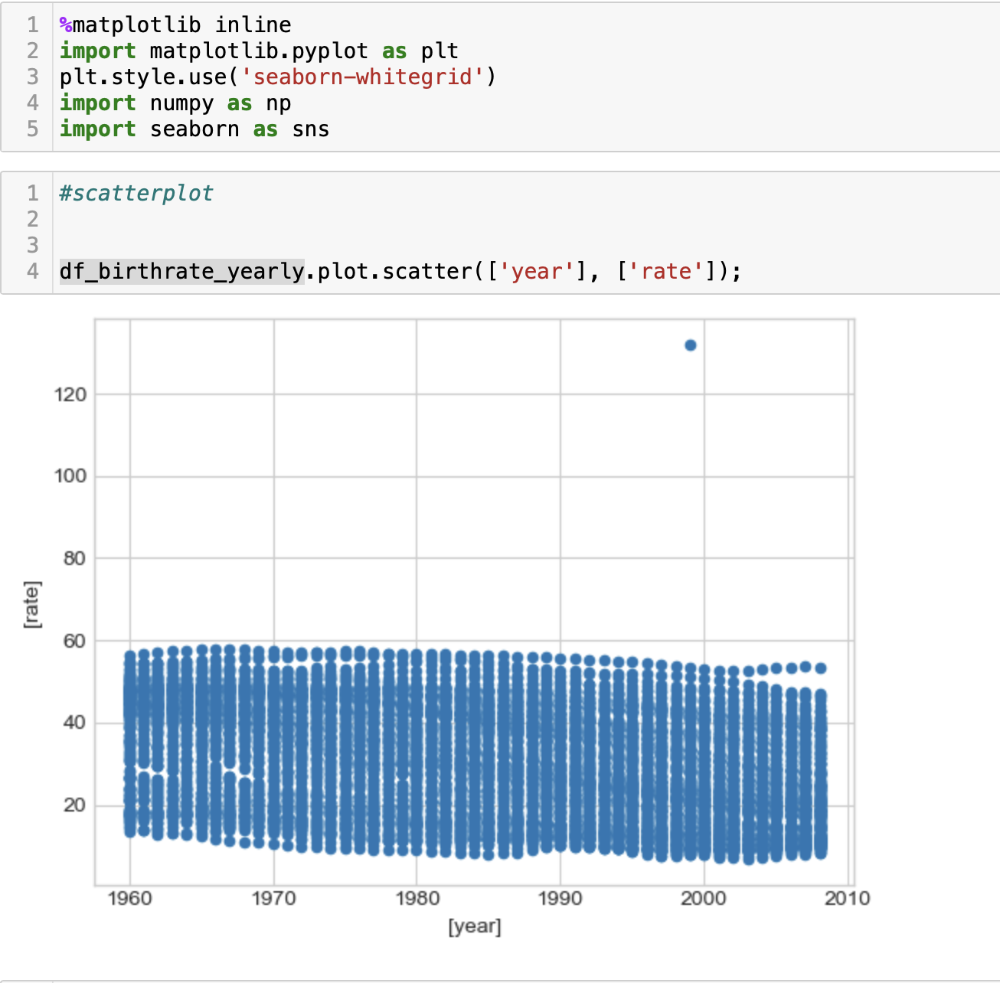 1 %matplotlib inline
2 import matplotlib.pyplot as plt
3 plt.style.use('seaborn-whitegrid')
4 import numpy as np
5 import seaborn as sns
1 #scatterplot
2
3
4 df_birthrate_yearly.plot.scatter(['year'], ['rate']);
120
100
80
60
40
20
[rate]
1960 1970 1980 1990 2000 2010
[year]